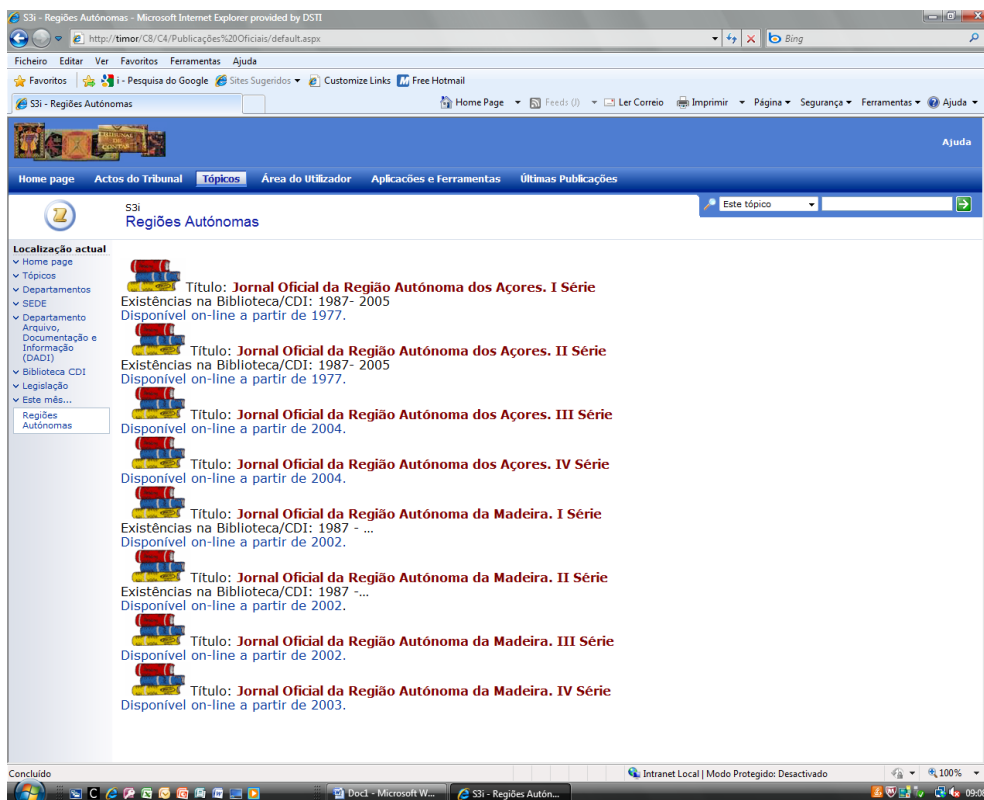 S3i - Regiões Autónomas - Microsoft Internet Explorer provided by DSTI
http://timor/C8/C4/Publicações%20Oficiais/default.aspx
Bing
Ficheiro Editar Ver Favoritos Ferramentas Ajuda
Favoritos i - Pesquisa do Google Sites Sugeridos Customize Links Free Hotmail
S3i - Regiões Autónomas
Home Page Feeds (J) Ler Correio Imprimir Página Segurança Ferramentas Ajuda
TRIBUNAL
DE
CONTAS
Ajuda
Home page Actos do Tribunal Tópicos Área do Utilizador Aplicacões e Ferramentas Últimas Publicações
S3i
Regiões Autónomas
Este tópico
Localização actual
Home page
Tópicos
Departamentos
SEDE
Departamento
Arquivo,
Documentação e
Informação
(DADI)
Biblioteca CDI
Legislação
Este mês...
Regiões
Autónomas
Título: Jornal Oficial da Região Autónoma dos Açores. I Série
Existências na Biblioteca/CDI: 1987- 2005
Disponível on-line a partir de 1977.
Título: Jornal Oficial da Região Autónoma dos Açores. II Série
Existências na Biblioteca/CDI: 1987- 2005
Disponível on-line a partir de 1977.
Título: Jornal Oficial da Região Autónoma dos Açores. III Série
Disponível on-line a partir de 2004.
Título: Jornal Oficial da Região Autónoma dos Açores. IV Série
Disponível on-line a partir de 2004.
Título: Jornal Oficial da Região Autónoma da Madeira. I Série
Existências na Biblioteca/CDI: 1987 - ...
Disponível on-line a partir de 2002.
Título: Jornal Oficial da Região Autónoma da Madeira. II Série
Existências na Biblioteca/CDI: 1987 -...
Disponível on-line a partir de 2002.
Título: Jornal Oficial da Região Autónoma da Madeira. III Série
Disponível on-line a partir de 2002.
Título: Jornal Oficial da Região Autónoma da Madeira. IV Série
Disponível on-line a partir de 2003.
Concluído
Intranet Local | Modo Protegido: Desactivado
100%
Doc1 - Microsoft W...
S3i - Regiões Autón...
09:08